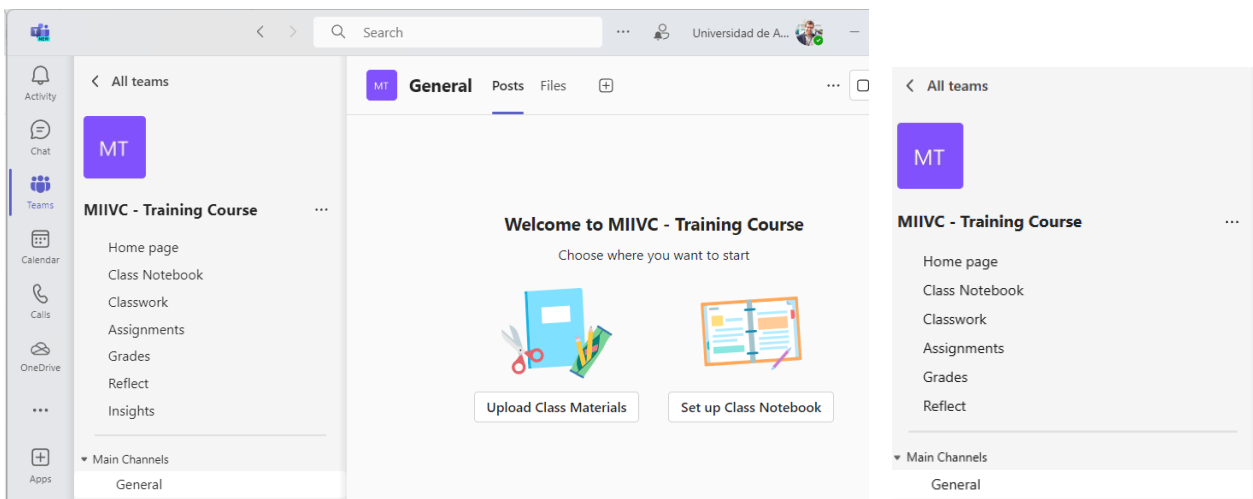 T
NEW
Search
...
Universidad de A...
Activity
Chat
Teams
Calendar
Calls
OneDrive
...
Apps
All teams
MT
MIIVC - Training Course
...
Home page
Class Notebook
Classwork
Assignments
Grades
Reflect
Insights
Main Channels
General
MT
General
Posts
Files
...
Welcome to MIIVC - Training Course
Choose where you want to start
Upload Class Materials
Set up Class Notebook
All teams
MT
MIIVC - Training Course
...
Home page
Class Notebook
Classwork
Assignments
Grades
Reflect
Main Channels
General